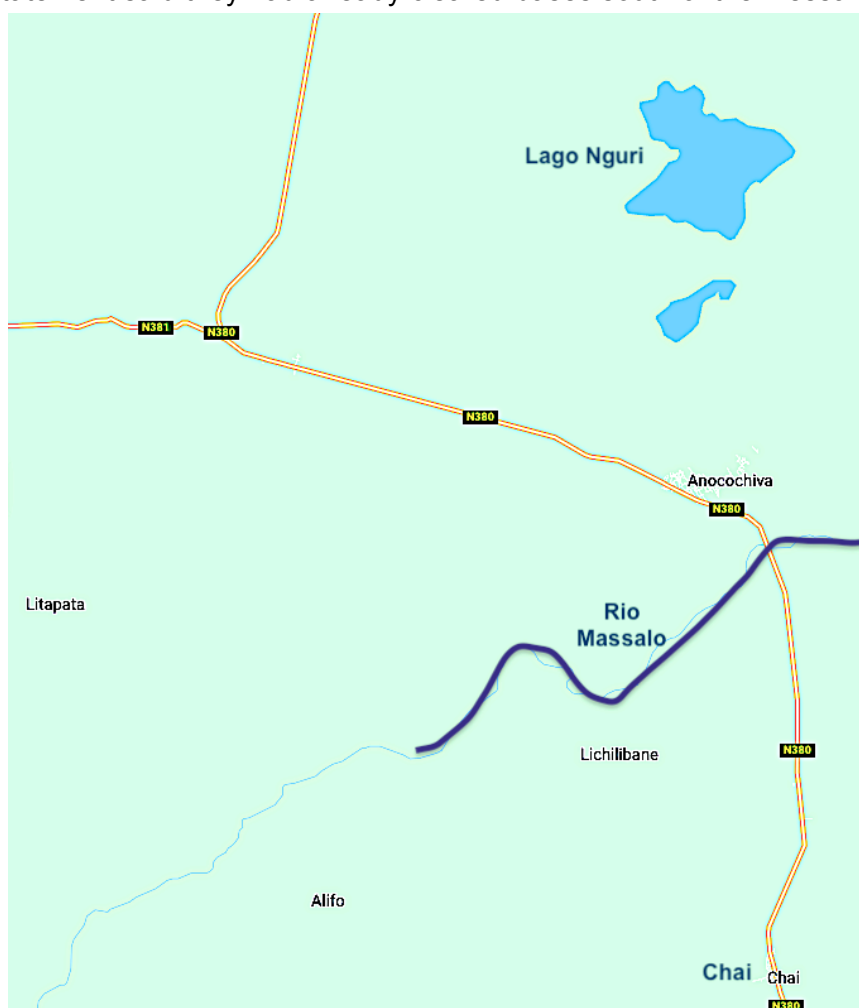 Lago Nguri
N381
N380
N380
Anocochiva
N380
Litapata
Rio
Massalo
N380
Lichilibane
Alifo
Chai
Chai
N380